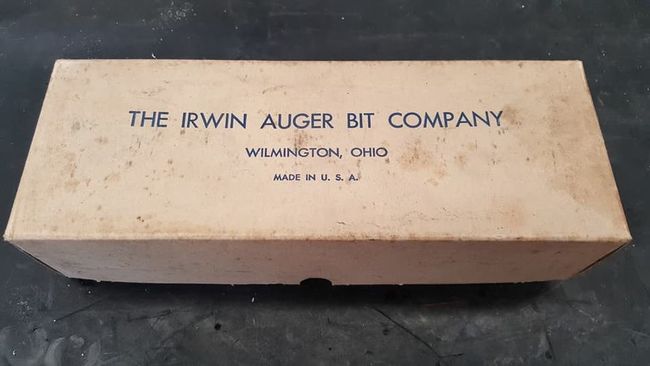 THE IRWIN AUGER BIT COMPANY
WILMINGTON, OHIO
MADE IN U. S. A.